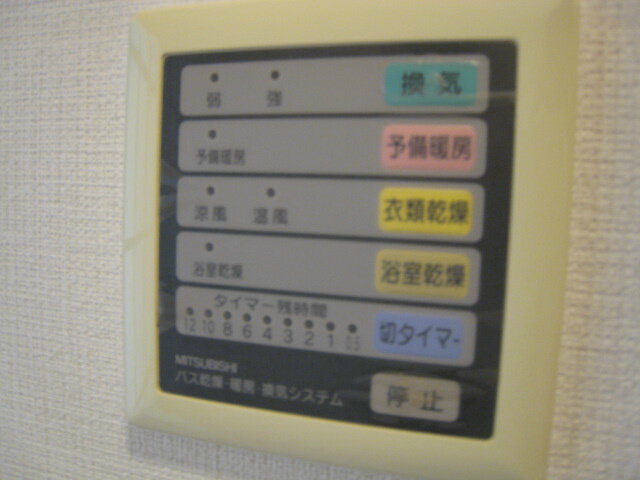 弱 強 換気
予備暖房 予備暖房
涼風 温風 衣類乾燥
浴室乾燥 浴室乾燥
タイマー残時間
12 10 8 6 4 3 2 1 0.5 切タイマー
MITSUBISHI
バス乾燥・暖房・換気システム 停止